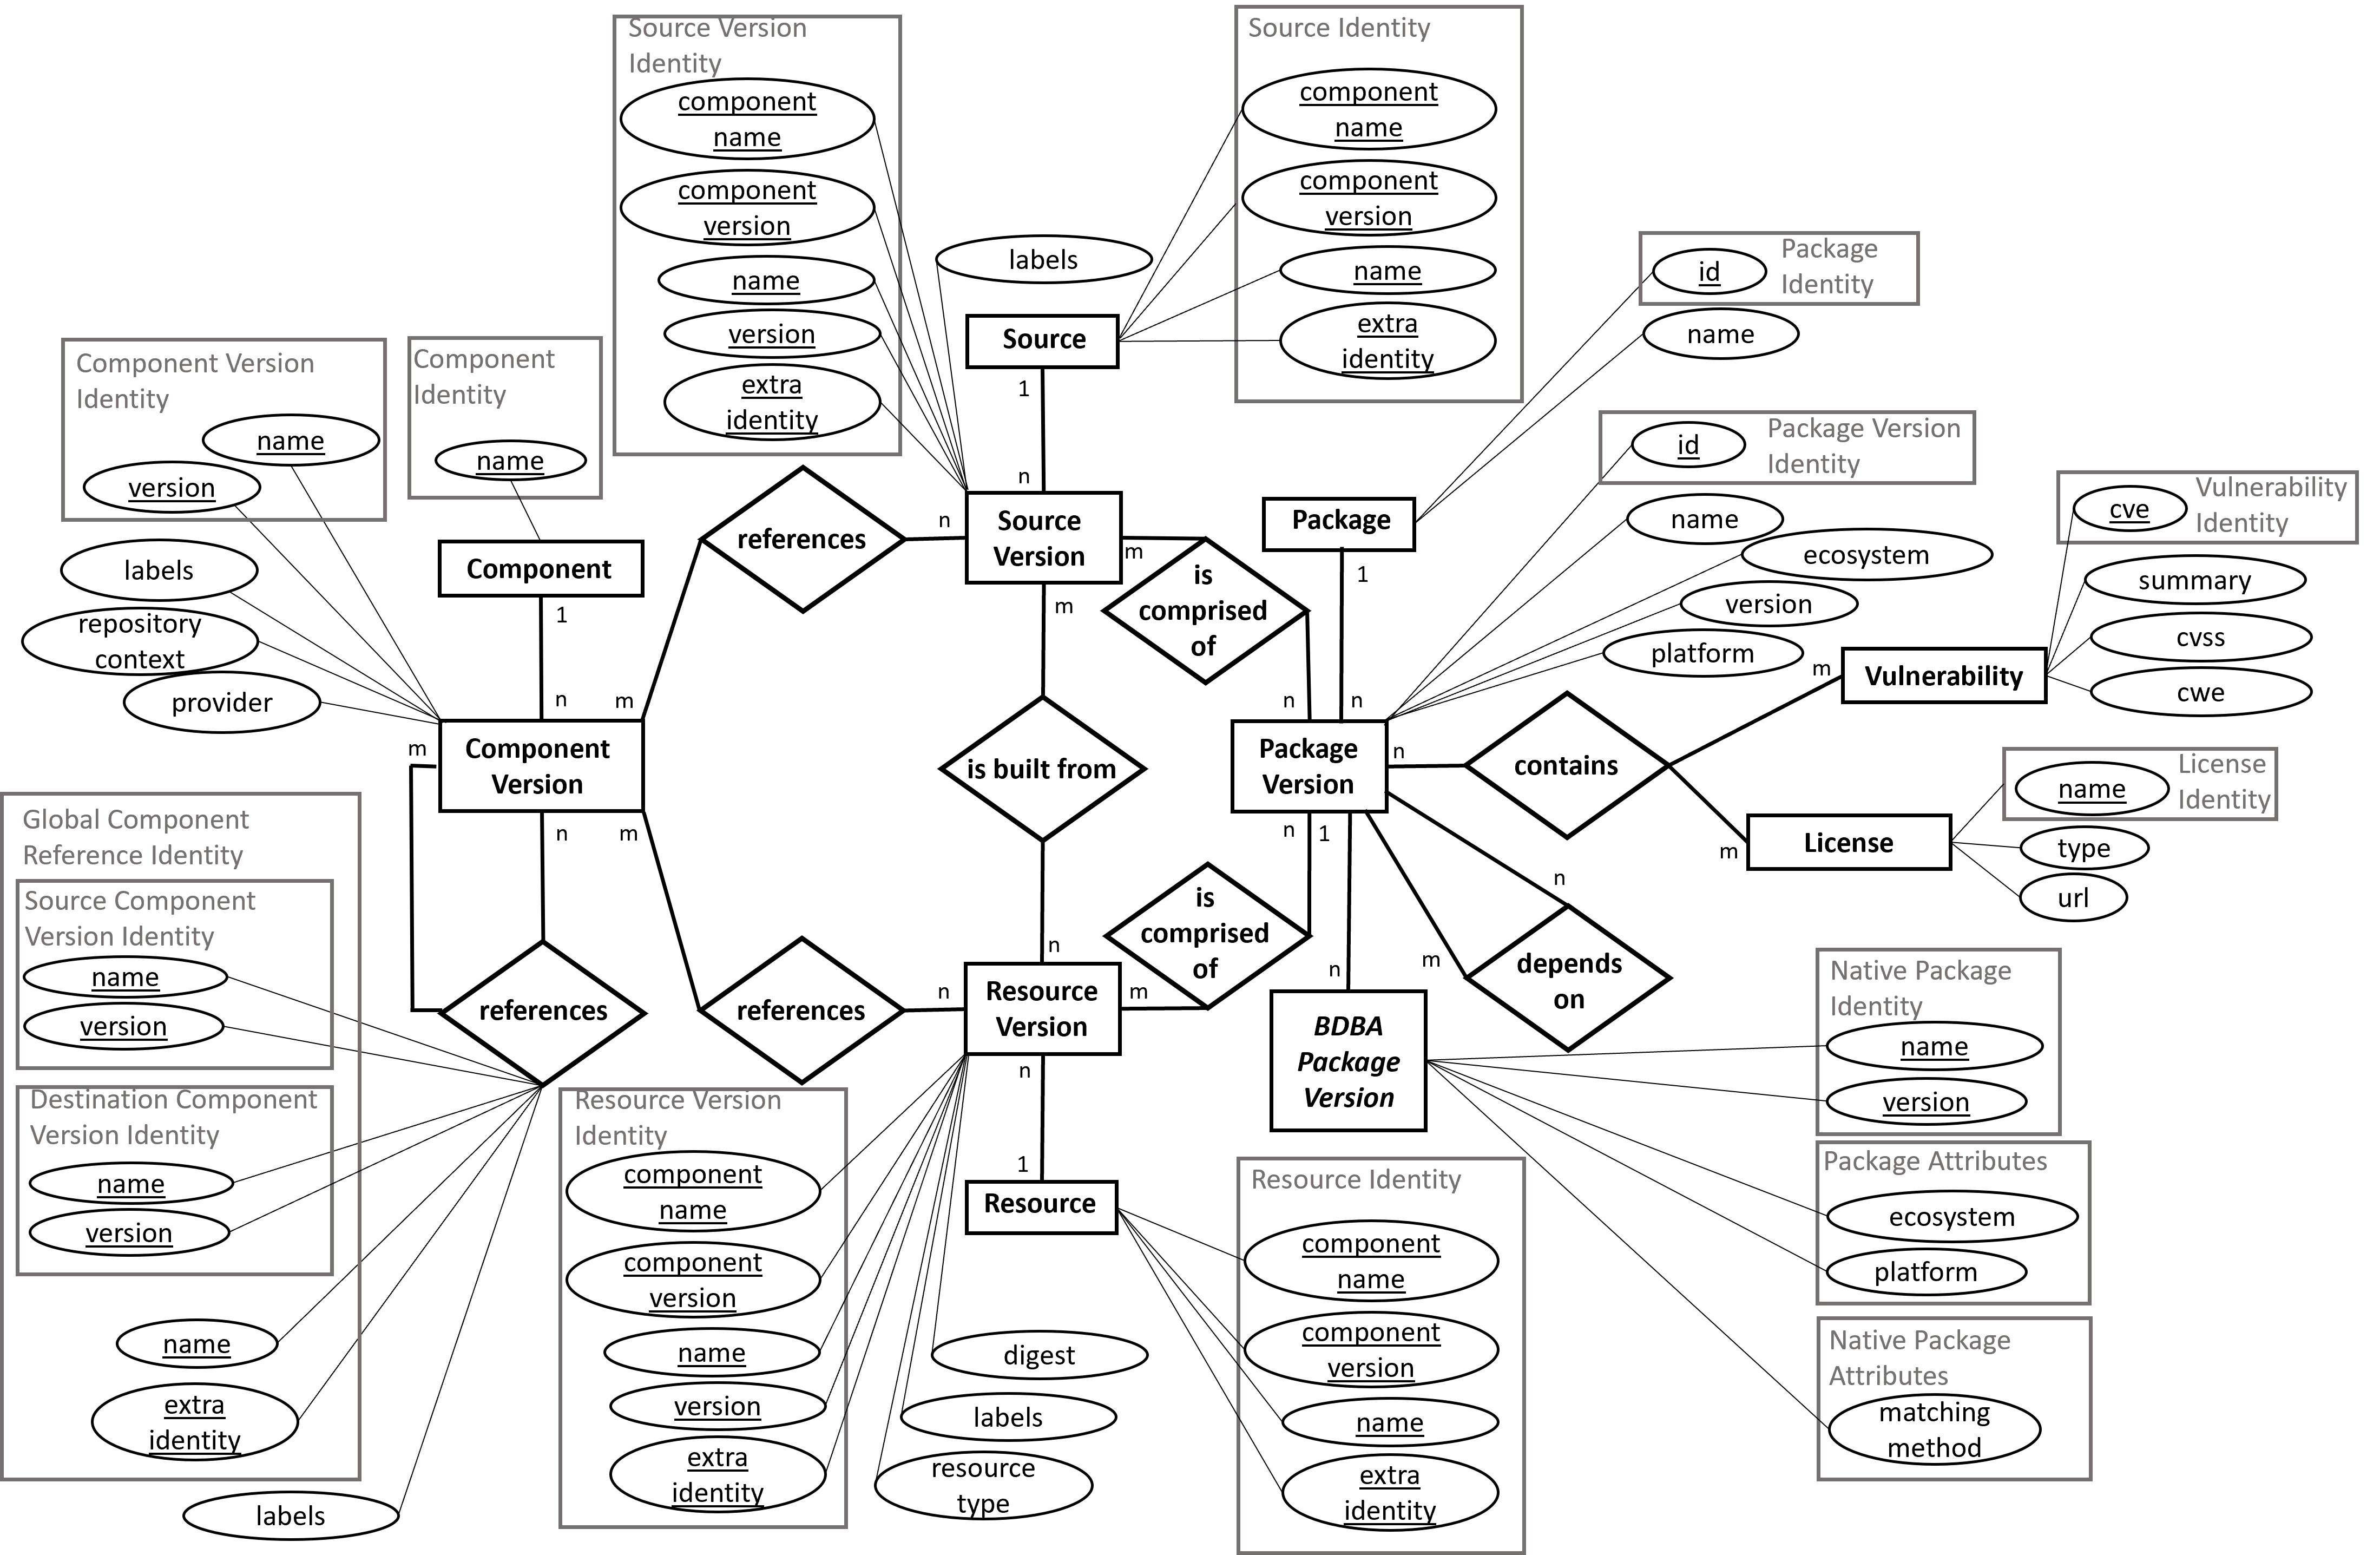 Source Version
Identity
component
name
component
version
name
version
extra
identity
Source Identity
component
name
component
version
name
extra
identity
labels
Source
1
n
Package
Identity
id
name
Package Version
Identity
id
name
ecosystem
version
platform
Vulnerability
Identity
cve
summary
cvss
cwe
Component Version
Identity
name
version
labels
repository
context
provider
Component
Identity
name
Component
1
n
references
n
m
Source
Version
m
m
is
comprised
of
n
Package
1
n
Vulnerability
m
Component
Version
m
n
m
is built from
n
Package
Version
n
n
1
contains
m
License
License
Identity
name
type
url
Global Component
Reference Identity
Source Component
Version Identity
name
version
Destination Component
Version Identity
name
version
name
extra
identity
labels
references
references
n
Resource
Version
m
n
is
comprised
of
n
m
n
depends
on
BDBA
Package
Version
Native Package
Identity
name
version
Package Attributes
ecosystem
platform
Native Package
Attributes
matching
method
Resource Version
Identity
component
name
component
version
name
version
extra
identity
1
Resource
digest
labels
resource
type
Resource Identity
component
name
component
version
name
extra
identity